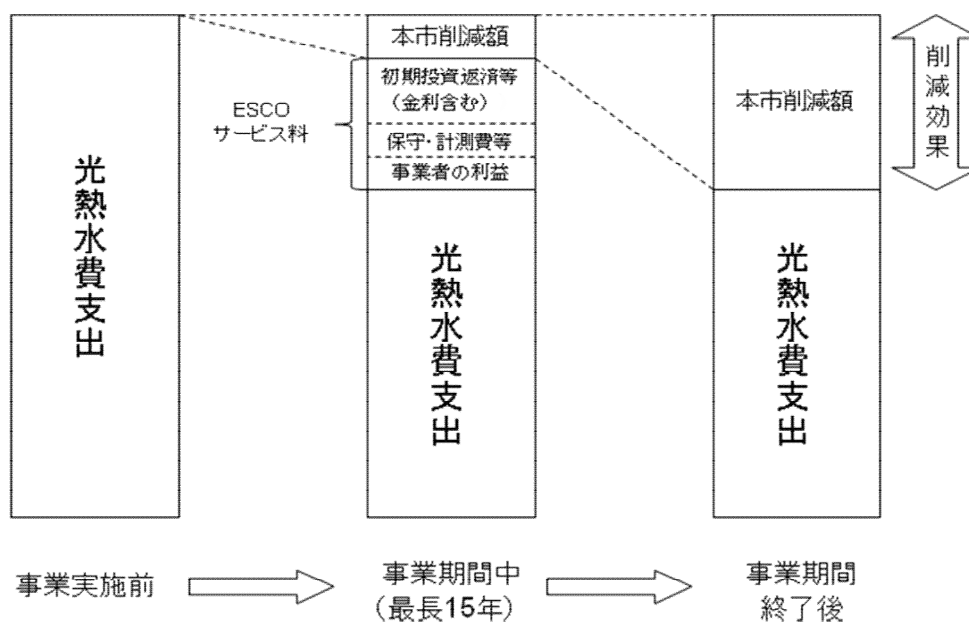 光熱水費支出
ESCO
サービス料
本市削減額
初期投資返済等
（金利含む）
保守・計測費等
事業者の利益
光熱水費支出
本市削減額
光熱水費支出
削減効果
事業実施前
事業期間中
（最長15年）
事業期間
終了後